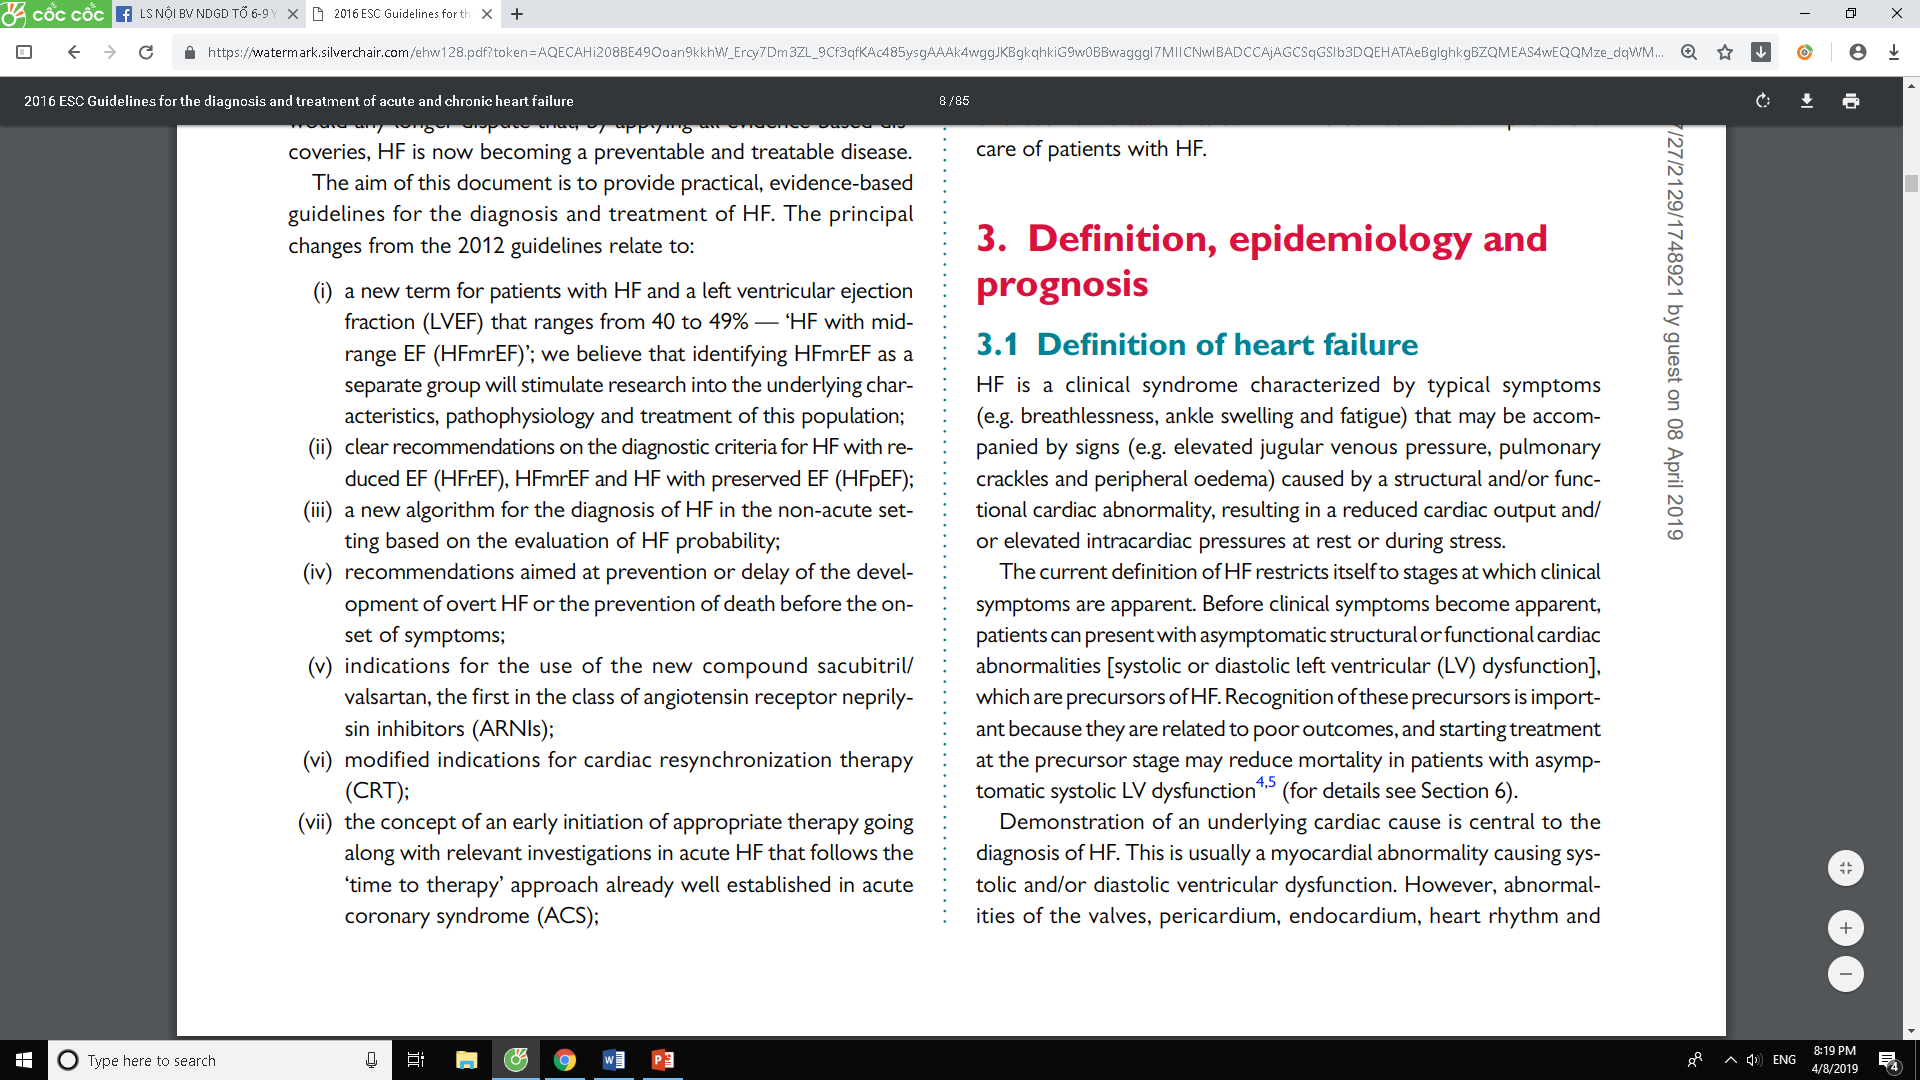 cốc cốc
LS NỘI BV NDGD TỔ 6-9 Y
2016 ESC Guidelines for th
https://watermark.silverchair.com/ehw128.pdf?token=AQECAHi208BE49Ooan9kkhW_Ercy7Dm3ZL_9Cf3qfKAc485ysgAAAk4wggJKBgkqhkiG9w0BBwagggI7MIICNwIBADCCAjAGCSqGSIb3DQEHATAeBglghkgBZQMEAS4wEQQMze_dqWM...
2016 ESC Guidelines for the diagnosis and treatment of acute and chronic heart failure
8 / 85
would any longer dispute that, by applying all evidence-based dis-
coveries, HF is now becoming a preventable and treatable disease.
The aim of this document is to provide practical, evidence-based
guidelines for the diagnosis and treatment of HF. The principal
changes from the 2012 guidelines relate to:
(i) a new term for patients with HF and a left ventricular ejection
fraction (LVEF) that ranges from 40 to 49% — ‘HF with mid-
range EF (HFmrEF)’; we believe that identifying HFmrEF as a
separate group will stimulate research into the underlying char-
acteristics, pathophysiology and treatment of this population;
(ii) clear recommendations on the diagnostic criteria for HF with re-
duced EF (HFrEF), HFmrEF and HF with preserved EF (HFpEF);
(iii) a new algorithm for the diagnosis of HF in the non-acute set-
ting based on the evaluation of HF probability;
(iv) recommendations aimed at prevention or delay of the devel-
opment of overt HF or the prevention of death before the on-
set of symptoms;
(v) indications for the use of the new compound sacubitril/
valsartan, the first in the class of angiotensin receptor neprily-
sin inhibitors (ARNIs);
(vi) modified indications for cardiac resynchronization therapy
(CRT);
(vii) the concept of an early initiation of appropriate therapy going
along with relevant investigations in acute HF that follows the
‘time to therapy’ approach already well established in acute
coronary syndrome (ACS);
care of patients with HF.
3. Definition, epidemiology and
prognosis
3.1 Definition of heart failure
HF is a clinical syndrome characterized by typical symptoms
(e.g. breathlessness, ankle swelling and fatigue) that may be accom-
panied by signs (e.g. elevated jugular venous pressure, pulmonary
crackles and peripheral oedema) caused by a structural and/or func-
tional cardiac abnormality, resulting in a reduced cardiac output and/
or elevated intracardiac pressures at rest or during stress.
The current definition of HF restricts itself to stages at which clinical
symptoms are apparent. Before clinical symptoms become apparent,
patients can present with asymptomatic structural or functional cardiac
abnormalities [systolic or diastolic left ventricular (LV) dysfunction],
which are precursors of HF. Recognition of these precursors is import-
ant because they are related to poor outcomes, and starting treatment
at the precursor stage may reduce mortality in patients with asymp-
tomatic systolic LV dysfunction4,5 (for details see Section 6).
Demonstration of an underlying cardiac cause is central to the
diagnosis of HF. This is usually a myocardial abnormality causing sys-
tolic and/or diastolic ventricular dysfunction. However, abnormal-
ities of the valves, pericardium, endocardium, heart rhythm and
7/27/2129/1748921 by guest on 08 April 2019
Type here to search
ENG
8:19 PM
4/8/2019
4